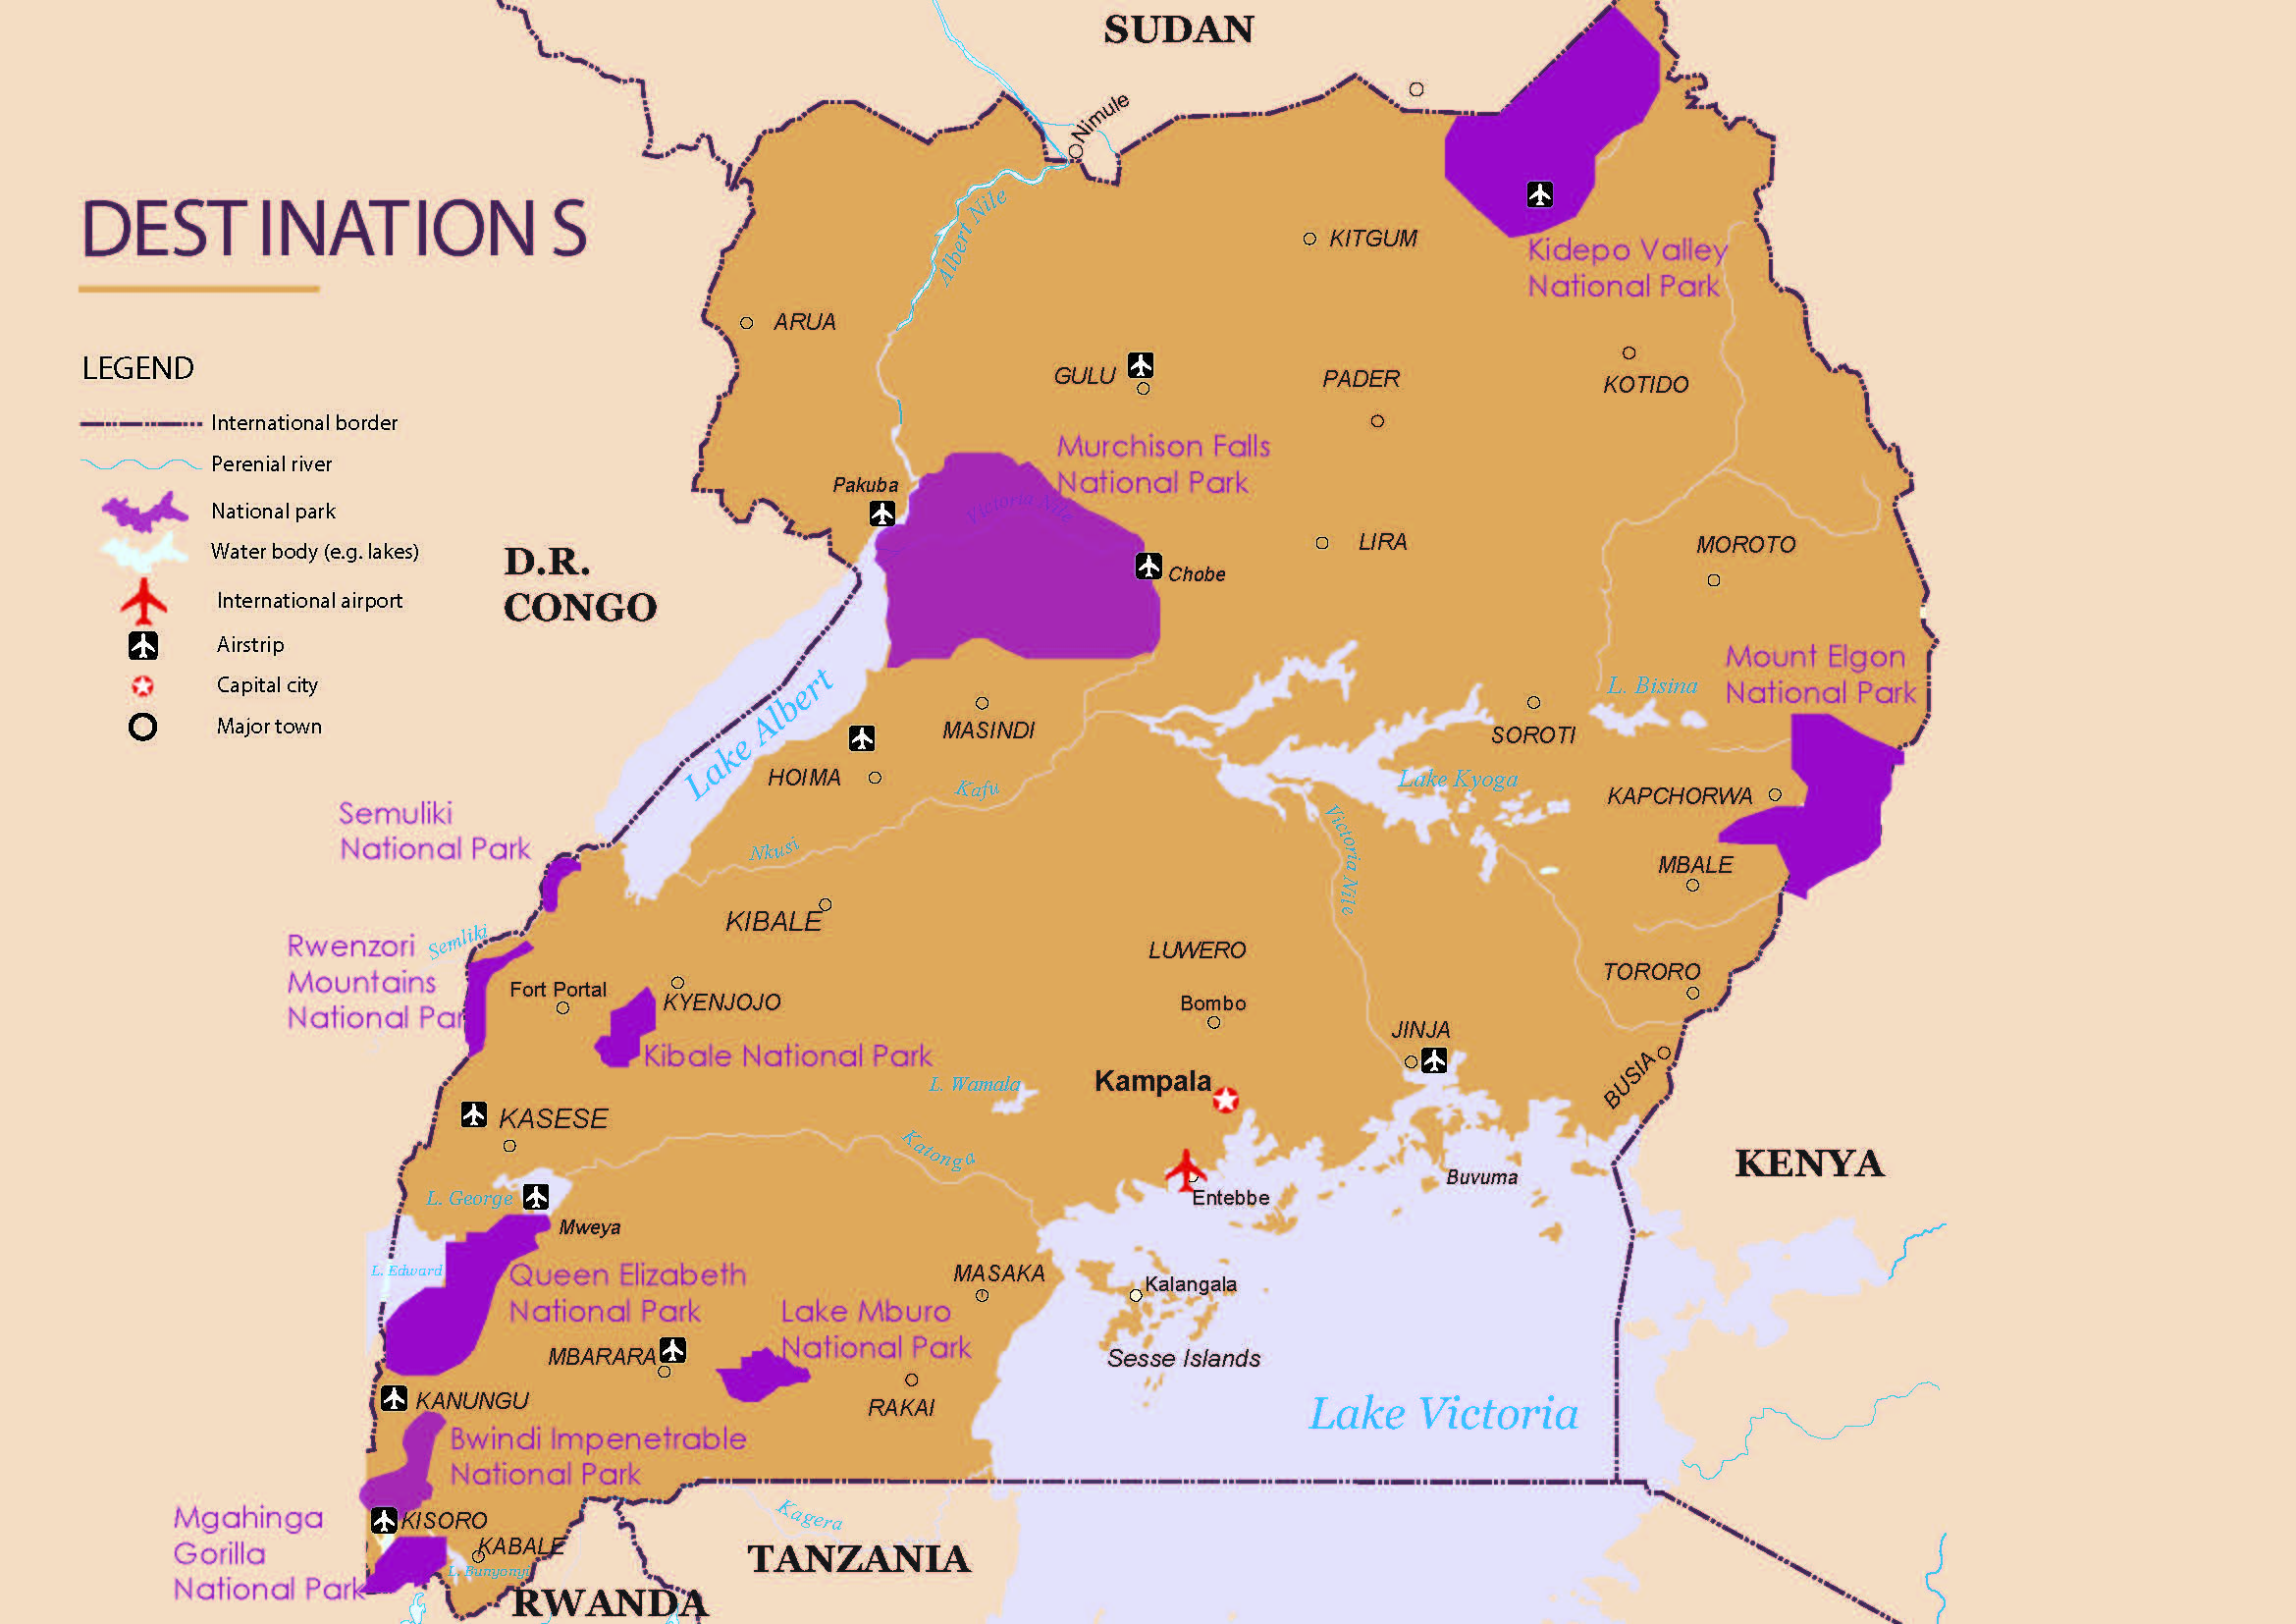 SUDAN
Nimule
DESTINATIONS
Albert Nile
KITGUM
Kidepo Valley
National Park
ARUA
LEGEND
GULU
PADER
KOTIDO
International border
Perenial river
National park
Water body (e.g. lakes)
International airport
Airstrip
Capital city
Major town
Murchison Falls
National Park
Pakuba
Victoria Nile
D.R.
CONGO
Chobe
LIRA
MOROTO
Mount Elgon
National Park
L. Bisina
Lake Albert
MASINDI
SOROTI
HOIMA
Kafu
Lake Kyoga
KAPCHORWA
Semuliki
National Park
Nkusi
Victoria Nile
MBALE
KIBALE
Rwenzori
Mountains
National Par
Semliki
LUWERO
TORORO
Fort Portal
KYENJOJO
Bombo
JINJA
Kibale National Park
L. Wamala
Kampala
BUSIA
KASESE
Katonga
KENYA
Buvuma
L. George
Entebbe
Mweya
L. Edward
Queen Elizabeth
National Park
MASAKA
Kalangala
Lake Mburo
National Park
MBARARA
Sesse Islands
KANUNGU
RAKAI
Lake Victoria
Bwindi Impenetrable
National Park
Mgahinga
Gorilla
National Park
KISORO
Kagera
KABALE
L. Bunyonyi
TANZANIA
RWANDA